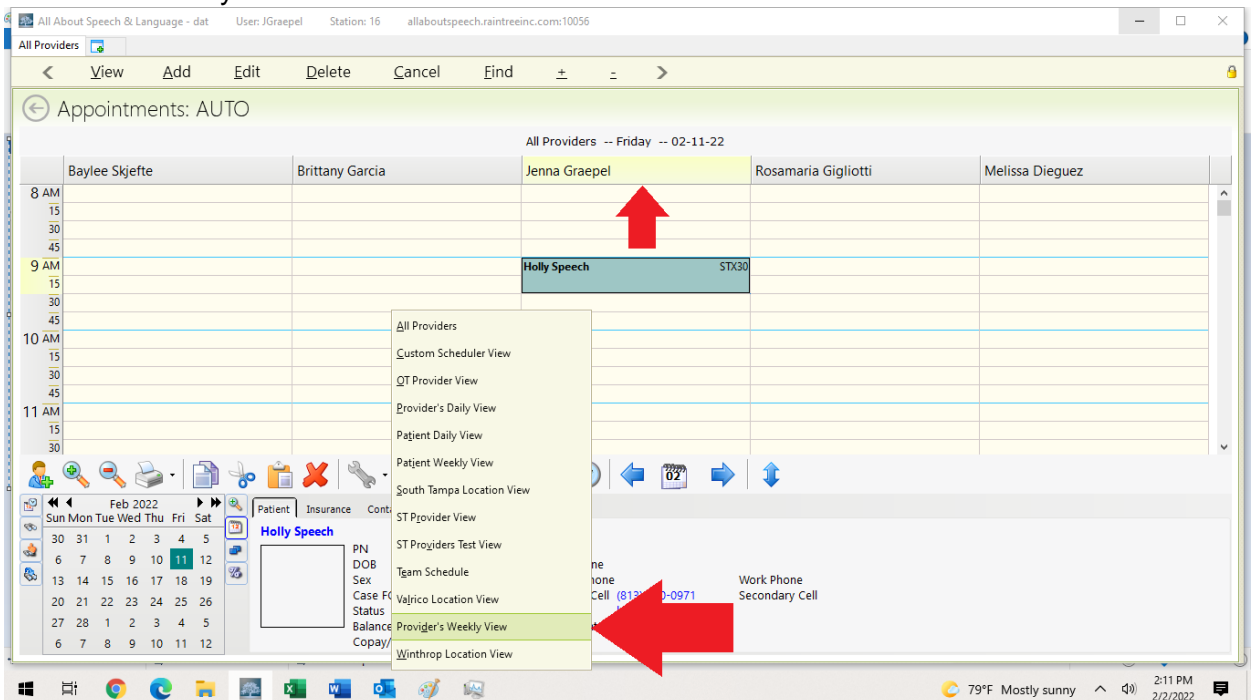 All About Speech & Language - dat User: JGraepel Station: 16 allaboutspeech.raintreeinc.com:10056
All Providers
View Add Edit Delete Cancel Find + -
Appointments: AUTO
All Providers -- Friday -- 02-11-22
Baylee Skjefte Brittany Garcia Jenna Graepel Rosamaria Gigliotti Melissa Dieguez
8 AM
15
30
45
9 AM Holly Speech STX30
15
30
45
10 AM
15
30
45
11 AM
15
30
All Providers
Custom Scheduler View
OT Provider View
Provider's Daily View
Patient Daily View
Patient Weekly View
South Tampa Location View
ST Provider View
ST Providers Test View
Team Schedule
Valrico Location View
Provider's Weekly View
Winthrop Location View
02
Feb 2022
Sun Mon Tue Wed Thu Fri Sat
30 31 1 2 3 4 5
6 7 8 9 10 11 12
13 14 15 16 17 18 19
20 21 22 23 24 25 26
27 28 1 2 3 4 5
6 7 8 9 10 11 12
Patient Insurance
Holly Speech
PN
DOB
Sex Work Phone
Case Cell (813) 0-0971 Secondary Cell
Status
Balance
Copay/
79°F Mostly sunny 2:11 PM
2/2/2022